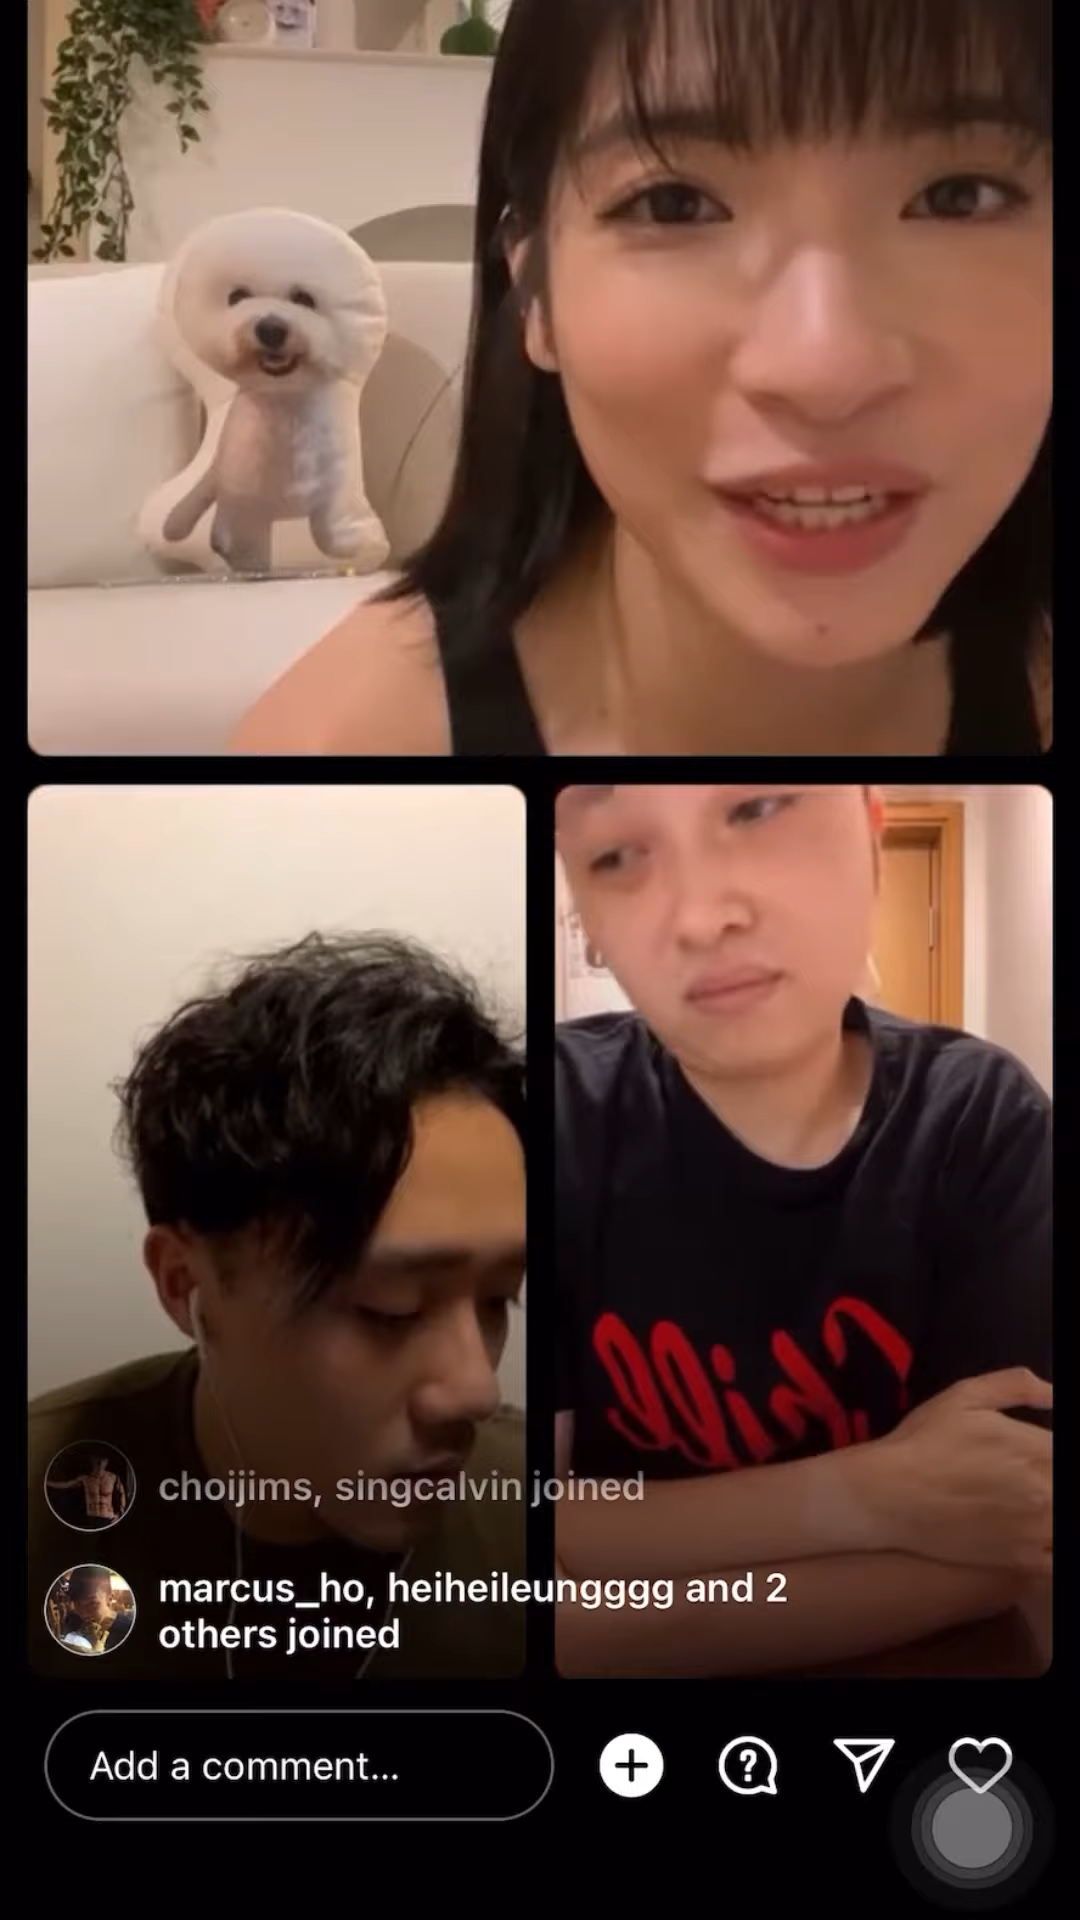 Chill
choijims, singcalvin joined
marcus_ho, heiheileungggg and 2
others joined
Add a comment...